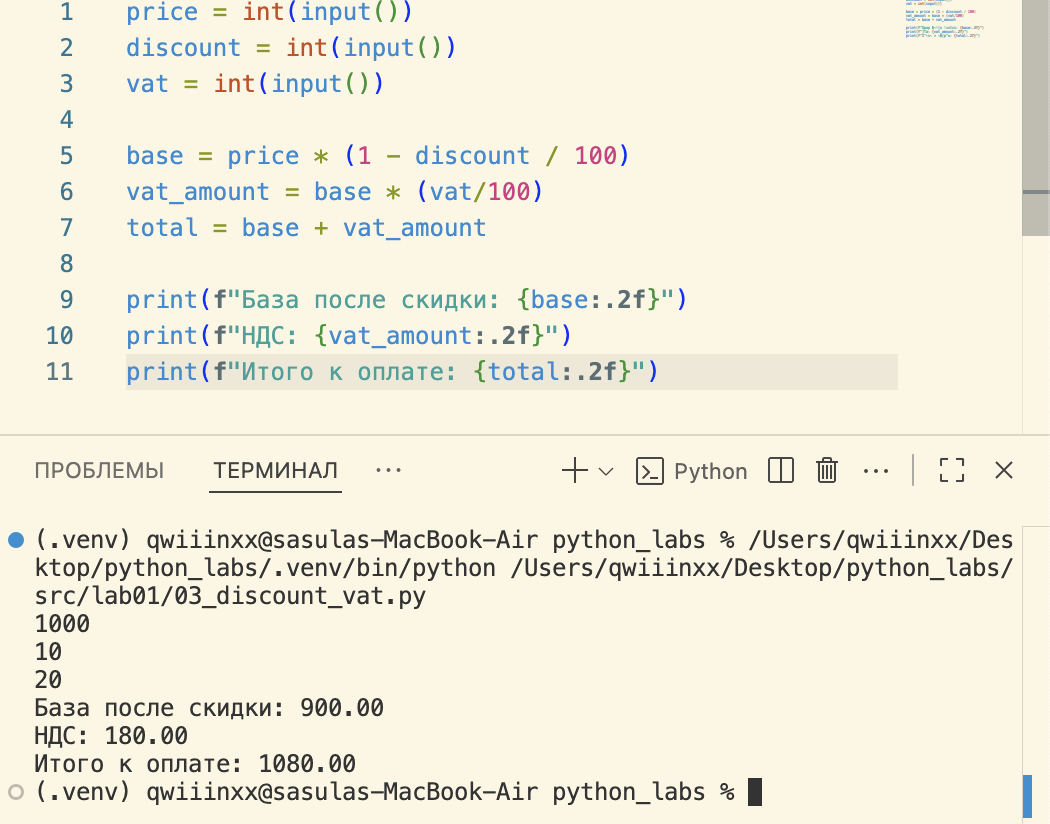 1 price = int(input())
2 discount = int(input())
3 vat = int(input())
4
5 base = price * (1 - discount / 100)
6 vat_amount = base * (vat/100)
7 total = base + vat_amount
8
9 print(f"База после скидки: {base:.2f}")
10 print(f"НДС: {vat_amount:.2f}")
11 print(f"Итого к оплате: {total:.2f}")
ПРОБЛЕМЫ ТЕРМИНАЛ ··· Python ···
(.venv) qwiiinxx@sasulas-MacBook-Air python_labs % /Users/qwiiinxx/Des
ktop/python_labs/.venv/bin/python /Users/qwiiinxx/Desktop/python_labs/
src/lab01/03_discount_vat.py
1000
10
20
База после скидки: 900.00
НДС: 180.00
Итого к оплате: 1080.00
(.venv) qwiiinxx@sasulas-MacBook-Air python_labs %